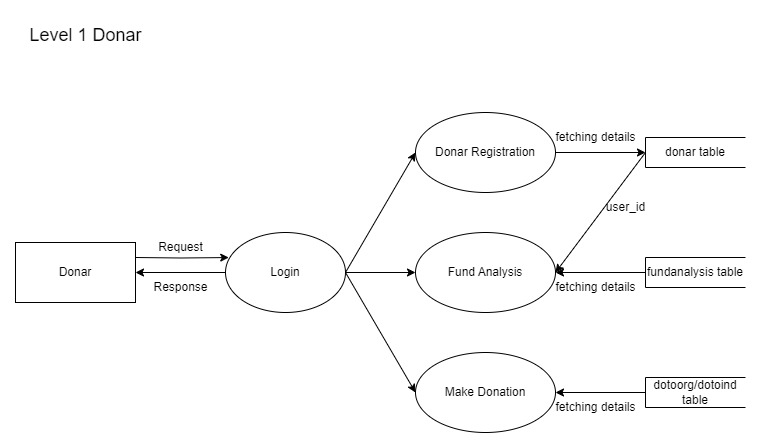 Level 1 Donar
Donar Registration
fetching details
donar table
user_id
Request
Donar
Login
Response
Fund Analysis
fundanalysis table
fetching details
Make Donation
dotoorg/dotoind
table
fetching details